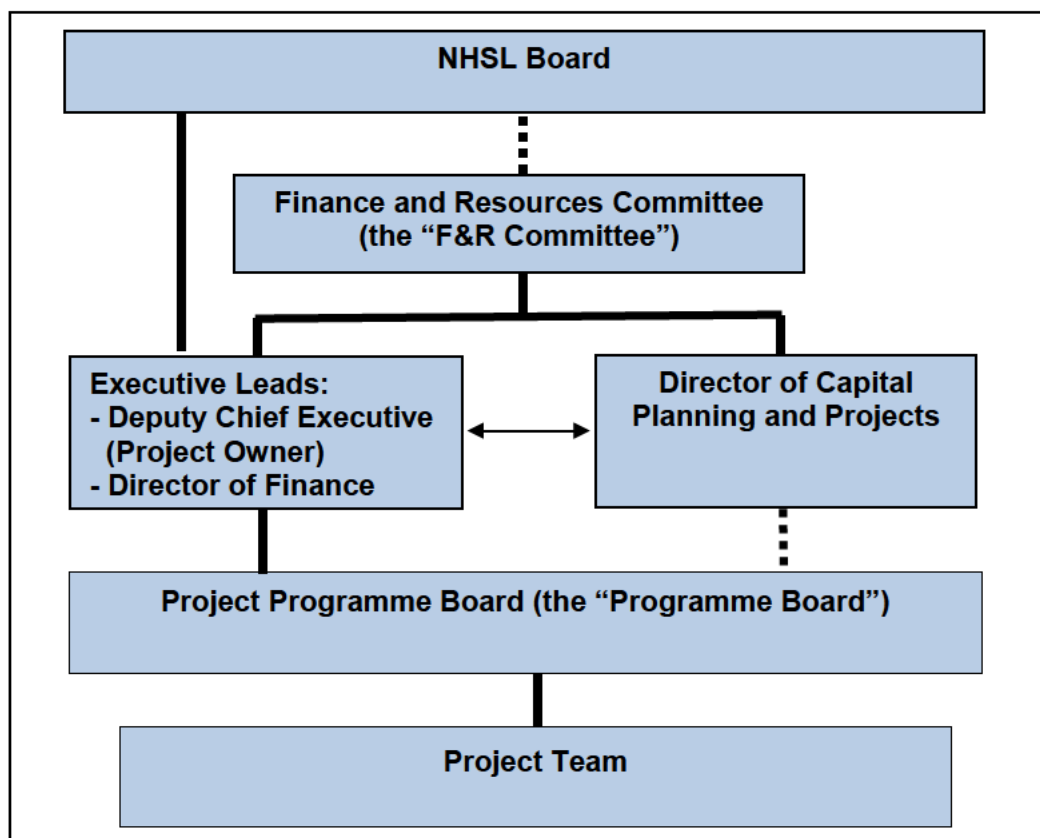 NHSL Board
Finance and Resources Committee
(the “F&R Committee”)
Executive Leads:
- Deputy Chief Executive
(Project Owner)
- Director of Finance
Director of Capital
Planning and Projects
Project Programme Board (the “Programme Board”)
Project Team